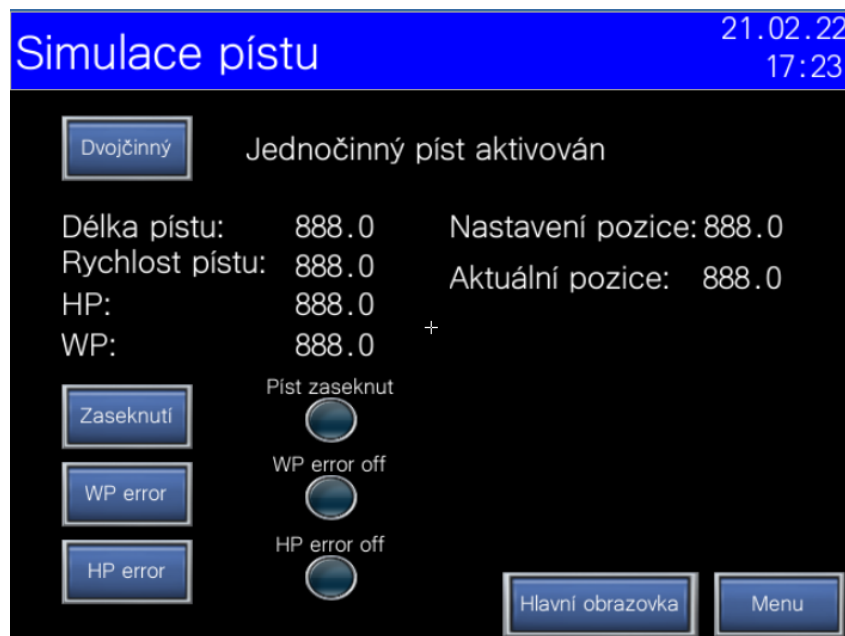 Simulace pístu
21.02.22
17:23
Dvojčinný
Jednočinný píst aktivován
Délka pístu: 888.0
Nastavení pozice: 888.0
Rychlost pístu: 888.0
Aktuální pozice: 888.0
HP: 888.0
WP: 888.0
Píst zaseknut
Zaseknutí
WP error off
WP error
HP error off
HP error
Hlavní obrazovka
Menu